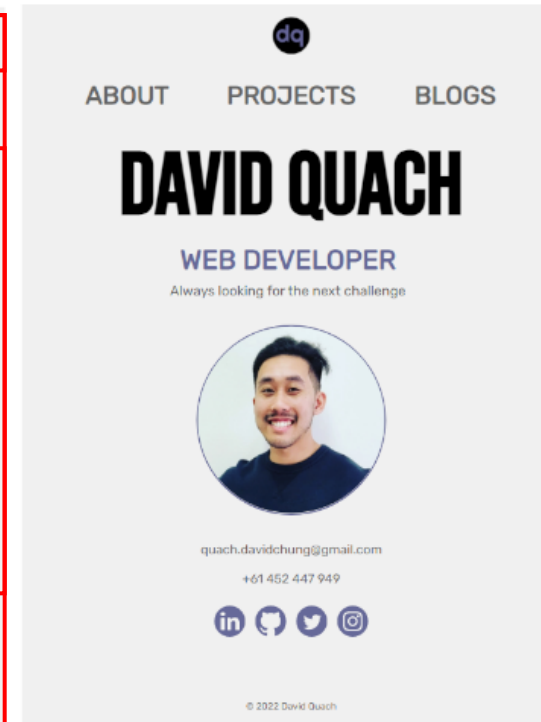 dq
ABOUT PROJECTS BLOGS
DAVID QUACH
WEB DEVELOPER
Always looking for the next challenge
quach.davidchung@gmail.com
+61 452 447 949
in
© 2022 David Quach